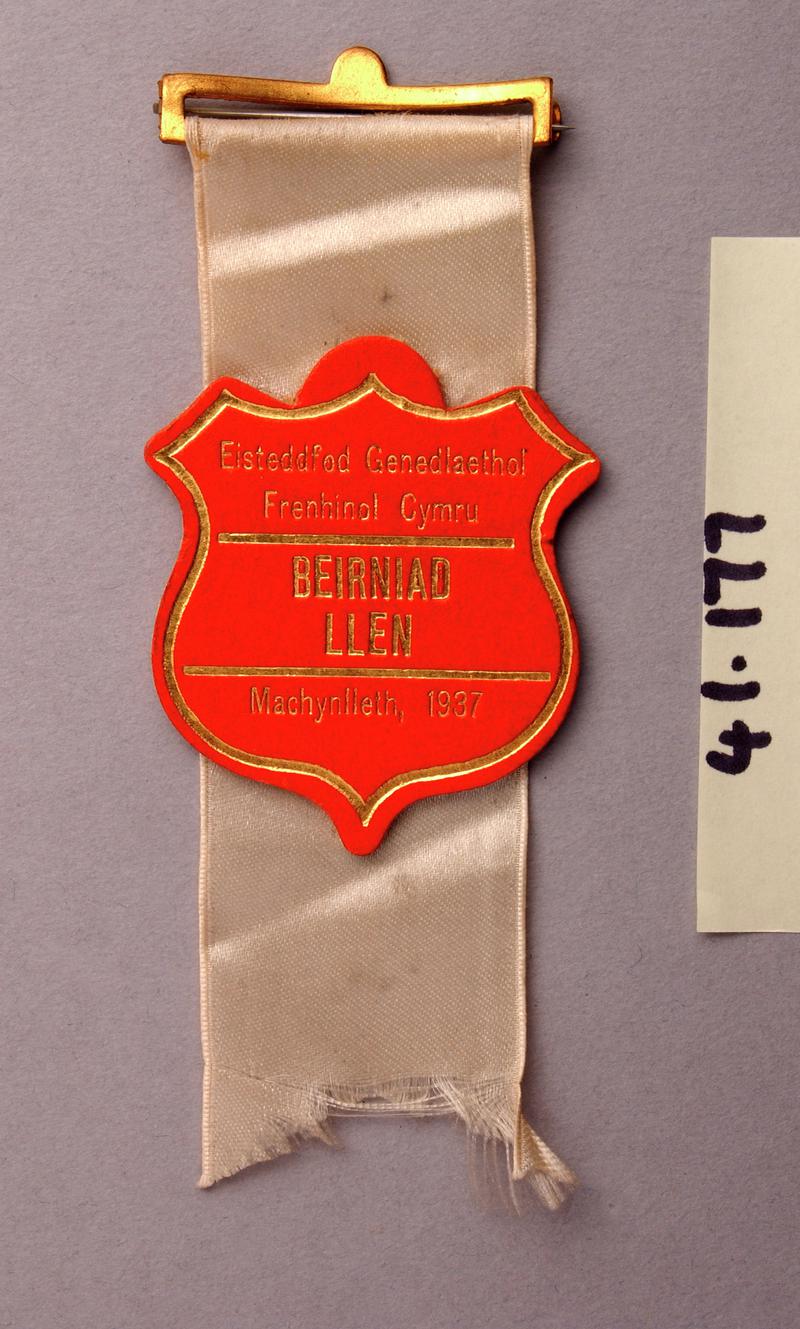 Eisteddfod Genedlaethol
Frenhinol Cymru
BEIRNIAD
LLEN
Machynlleth, 1937
41.177